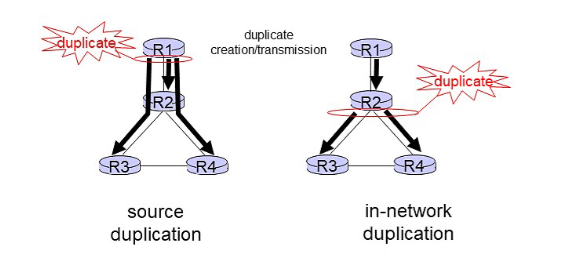 duplicate
R1
R2
R3
R4
source
duplication
duplicate
creation/transmission
R1
duplicate
R2
R3
R4
in-network
duplication